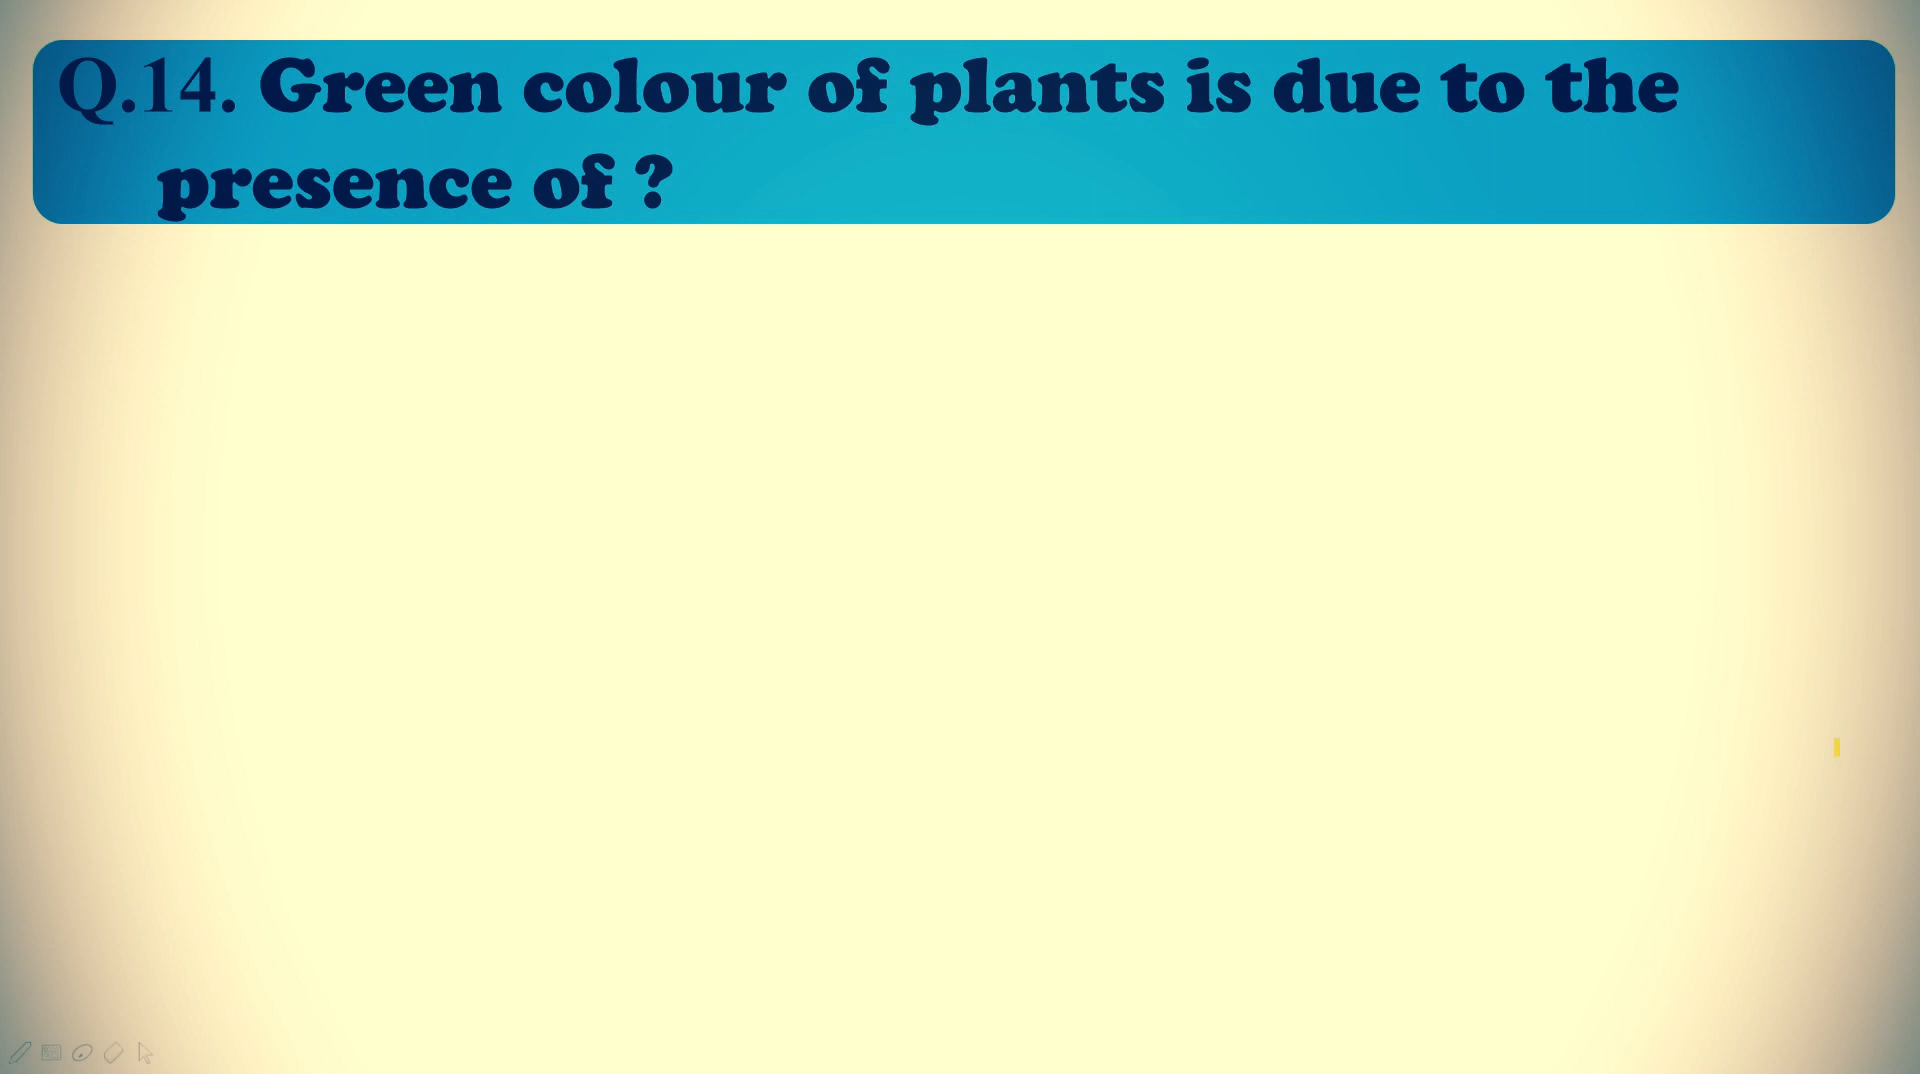 Q.14. Green colour of plants is due to the
presence of ?